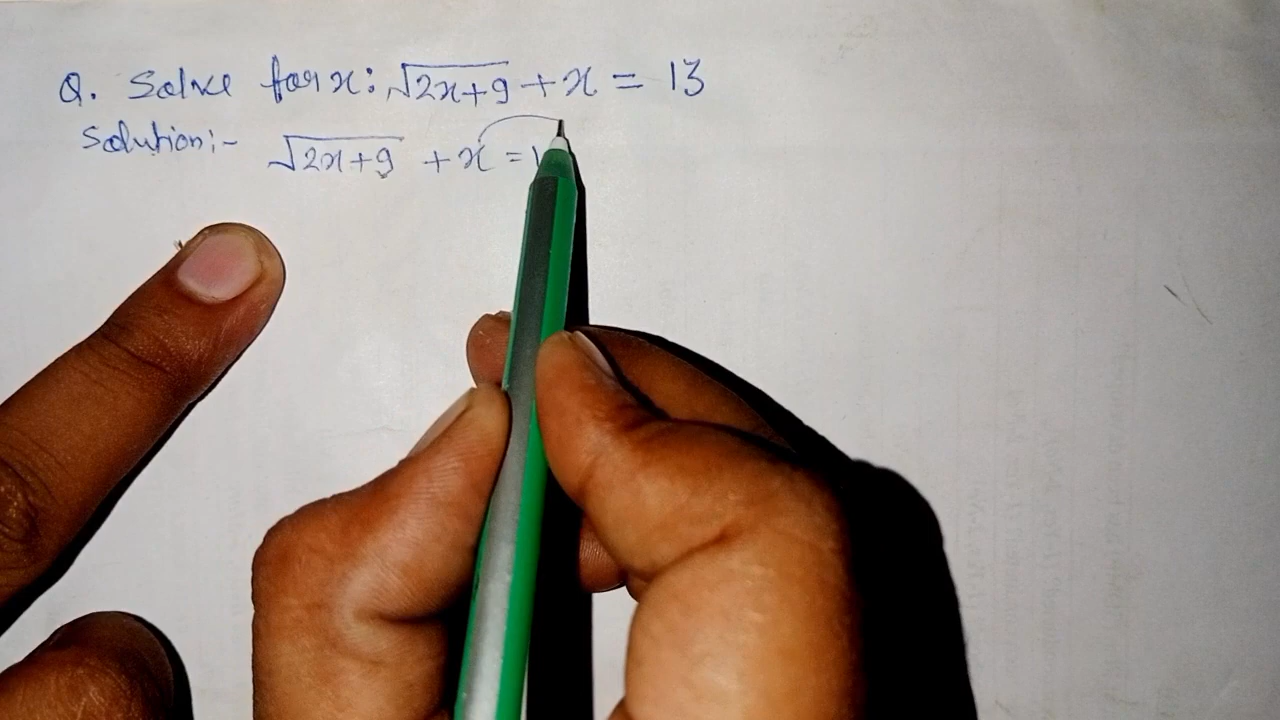 Q. Solve for x: √2x+9 + x = 13
Solution:- √2x+9 + x = 1